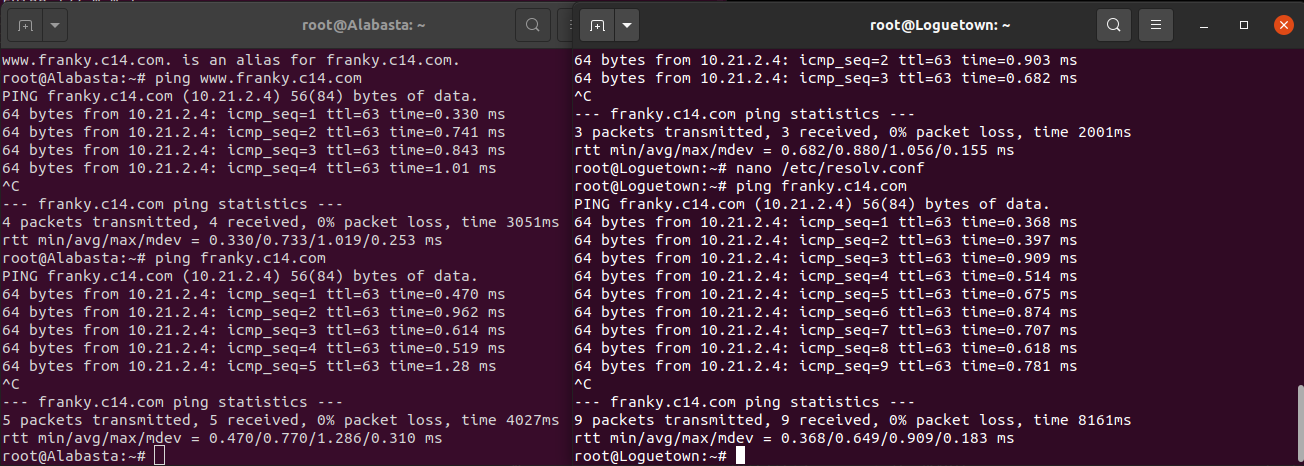 root@Alabasta: ~
www.franky.c14.com. is an alias for franky.c14.com.
root@Alabasta:~# ping www.franky.c14.com
PING franky.c14.com (10.21.2.4) 56(84) bytes of data.
64 bytes from 10.21.2.4: icmp_seq=1 ttl=63 time=0.330 ms
64 bytes from 10.21.2.4: icmp_seq=2 ttl=63 time=0.741 ms
64 bytes from 10.21.2.4: icmp_seq=3 ttl=63 time=0.843 ms
64 bytes from 10.21.2.4: icmp_seq=4 ttl=63 time=1.01 ms
^C
--- franky.c14.com ping statistics ---
4 packets transmitted, 4 received, 0% packet loss, time 3051ms
rtt min/avg/max/mdev = 0.330/0.733/1.019/0.253 ms
root@Alabasta:~# ping franky.c14.com
PING franky.c14.com (10.21.2.4) 56(84) bytes of data.
64 bytes from 10.21.2.4: icmp_seq=1 ttl=63 time=0.470 ms
64 bytes from 10.21.2.4: icmp_seq=2 ttl=63 time=0.962 ms
64 bytes from 10.21.2.4: icmp_seq=3 ttl=63 time=0.614 ms
64 bytes from 10.21.2.4: icmp_seq=4 ttl=63 time=0.519 ms
64 bytes from 10.21.2.4: icmp_seq=5 ttl=63 time=1.28 ms
^C
--- franky.c14.com ping statistics ---
5 packets transmitted, 5 received, 0% packet loss, time 4027ms
rtt min/avg/max/mdev = 0.470/0.770/1.286/0.310 ms
root@Alabasta:~#
root@Loguetown: ~
64 bytes from 10.21.2.4: icmp_seq=2 ttl=63 time=0.903 ms
64 bytes from 10.21.2.4: icmp_seq=3 ttl=63 time=0.682 ms
^C
--- franky.c14.com ping statistics ---
3 packets transmitted, 3 received, 0% packet loss, time 2001ms
rtt min/avg/max/mdev = 0.682/0.880/1.056/0.155 ms
root@Loguetown:~# nano /etc/resolv.conf
root@Loguetown:~# ping franky.c14.com
PING franky.c14.com (10.21.2.4) 56(84) bytes of data.
64 bytes from 10.21.2.4: icmp_seq=1 ttl=63 time=0.368 ms
64 bytes from 10.21.2.4: icmp_seq=2 ttl=63 time=0.397 ms
64 bytes from 10.21.2.4: icmp_seq=3 ttl=63 time=0.909 ms
64 bytes from 10.21.2.4: icmp_seq=4 ttl=63 time=0.514 ms
64 bytes from 10.21.2.4: icmp_seq=5 ttl=63 time=0.675 ms
64 bytes from 10.21.2.4: icmp_seq=6 ttl=63 time=0.874 ms
64 bytes from 10.21.2.4: icmp_seq=7 ttl=63 time=0.707 ms
64 bytes from 10.21.2.4: icmp_seq=8 ttl=63 time=0.618 ms
64 bytes from 10.21.2.4: icmp_seq=9 ttl=63 time=0.781 ms
^C
--- franky.c14.com ping statistics ---
9 packets transmitted, 9 received, 0% packet loss, time 8161ms
rtt min/avg/max/mdev = 0.368/0.649/0.909/0.183 ms
root@Loguetown:~#